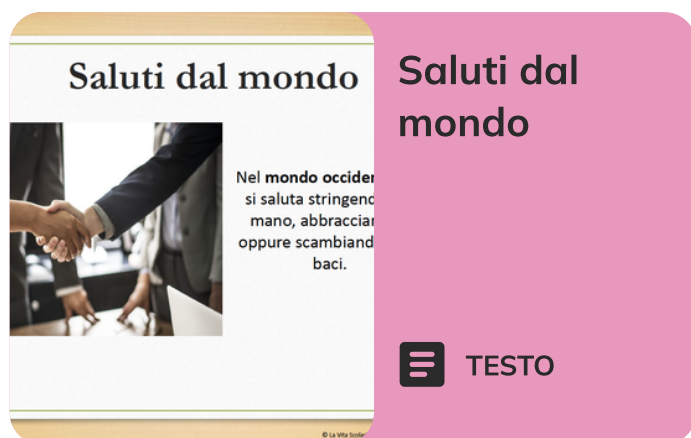 Saluti dal mondo
Nel mondo occiden
si saluta stringend
mano, abbraccian
oppure scambiand
baci.
© La Vita Scolas
Saluti dal
mondo
TESTO